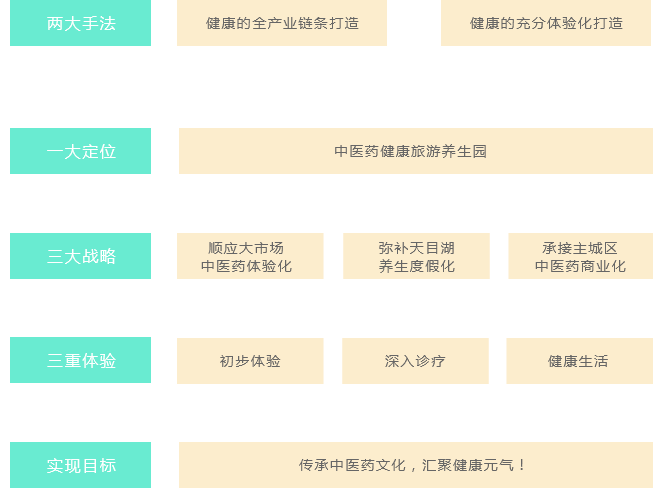 两大手法
健康的全产业链条打造
健康的充分体验化打造
一大定位
中医药健康旅游养生园
三大战略
顺应大市场
中医药体验化
弥补天目湖
养生度假化
承接主城区
中医药商业化
三重体验
初步体验
深入诊疗
健康生活
实现目标
传承中医药文化，汇聚健康元气！